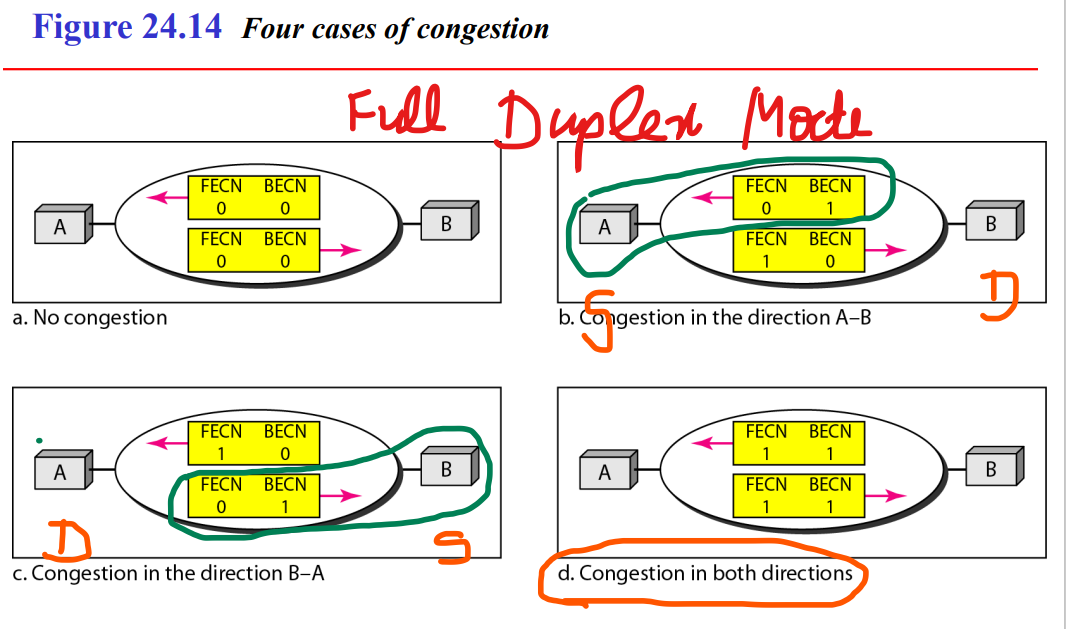 Figure 24.14 Four cases of congestion
Full Duplex Mode
FECN BECN
0 0
A
B
FECN BECN
0 0
a. No congestion
FECN BECN
0 1
A
B
FECN BECN
1 0
S
D
b. Congestion in the direction A–B
FECN BECN
1 0
A
B
FECN BECN
0 1
D
S
c. Congestion in the direction B–A
FECN BECN
1 1
A
B
FECN BECN
1 1
d. Congestion in both directions